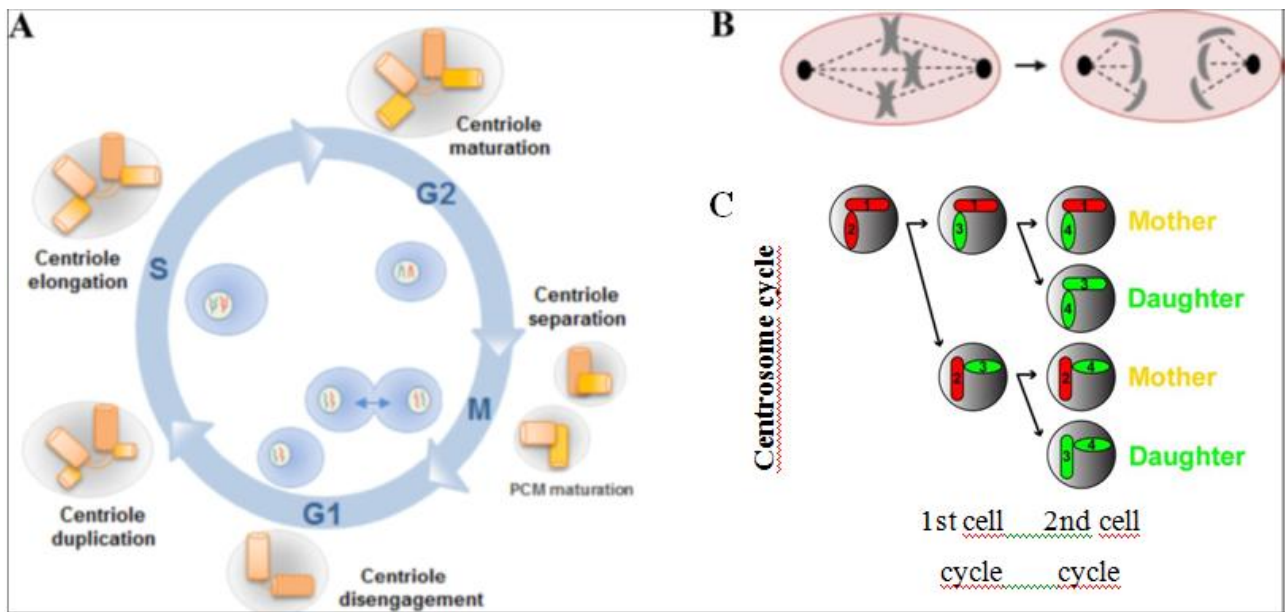 A
Centriole
maturation
G2
Centriole
elongation
S
Centriole
separation
M
PCM maturation
Centriole
duplication
G1
Centriole
disengagement
B
C
Centrosome cycle
1
2
1
3
1
4
Mother
3
4
Daughter
2
3
2
4
Mother
3
4
Daughter
1st cell 2nd cell
cycle cycle